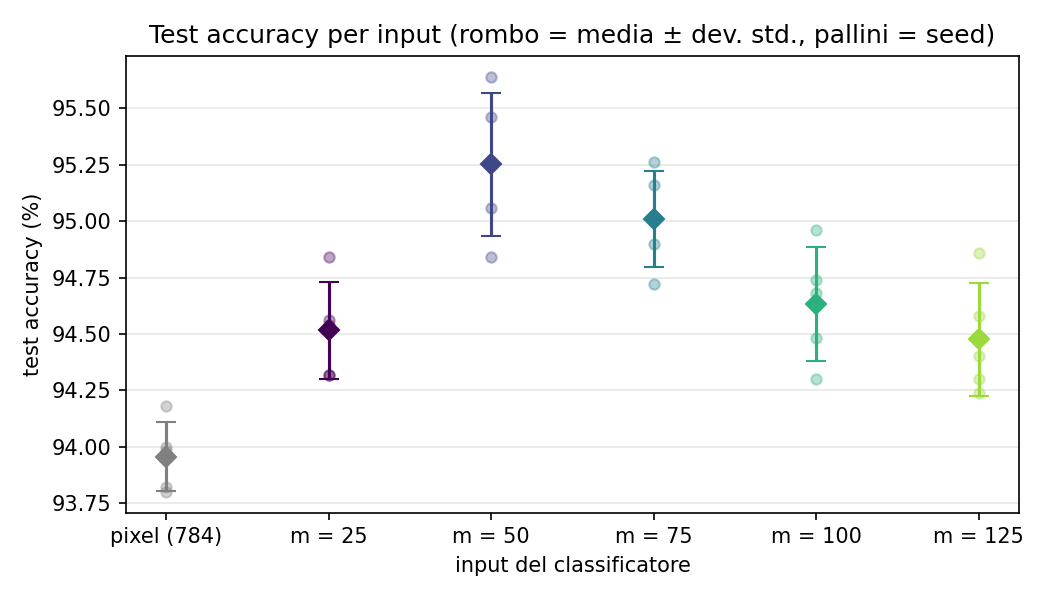 Test accuracy per input (rombo = media ± dev. std., pallini = seed)
test accuracy (%)
95.50
95.25
95.00
94.75
94.50
94.25
94.00
93.75
pixel (784) m = 25 m = 50 m = 75 m = 100 m = 125
input del classificatore